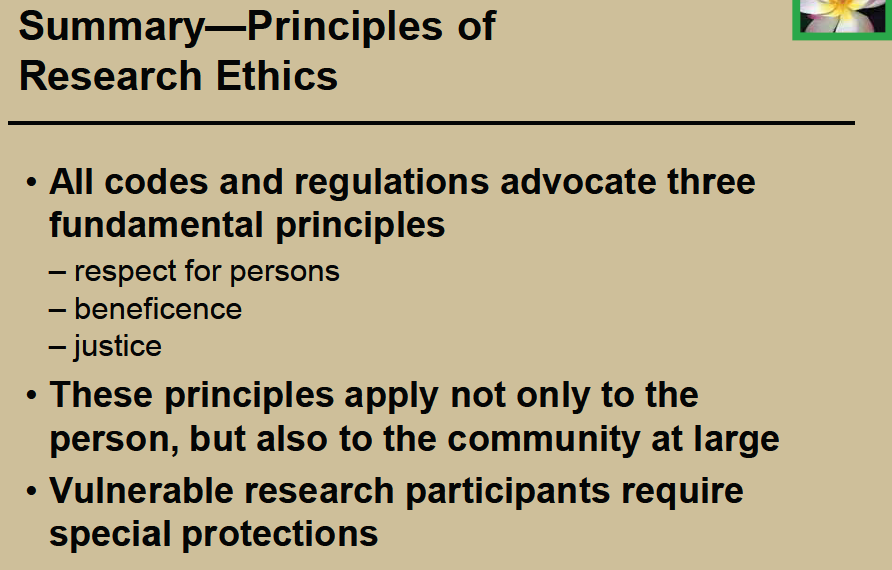 Summary—Principles of
Research Ethics
• All codes and regulations advocate three
fundamental principles
– respect for persons
– beneficence
– justice
• These principles apply not only to the
person, but also to the community at large
• Vulnerable research participants require
special protections